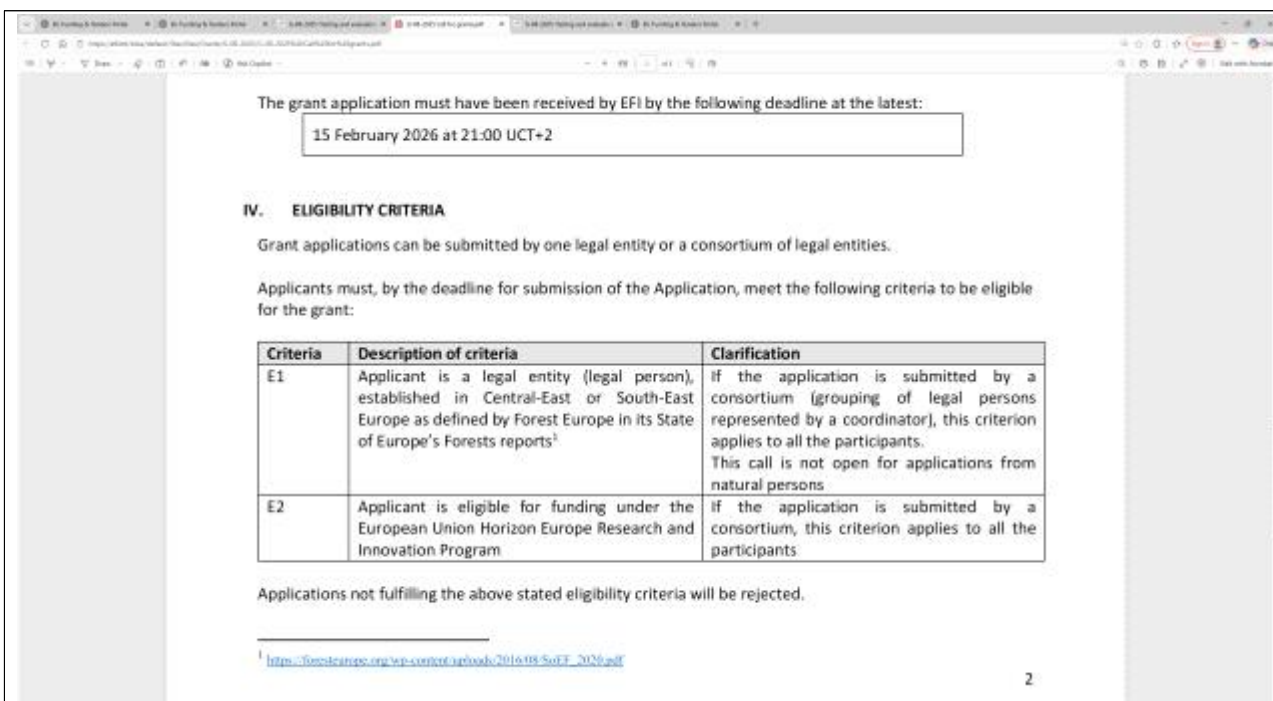 The grant application must have been received by EFI by the following deadline at the latest:
15 February 2026 at 21:00 UCT+2
IV. ELIGIBILITY CRITERIA
Grant applications can be submitted by one legal entity or a consortium of legal entities.
Applicants must, by the deadline for submission of the Application, meet the following criteria to be eligible
for the grant:
Criteria Description of criteria Clarification
E1
Applicant is a legal entity (legal person),
established in Central-East or South-East
Europe as defined by Forest Europe in its State
of Europe's Forests reports¹
If the application is submitted by a
consortium (grouping of legal persons
represented by a coordinator), this criterion
applies to all the participants.
This call is not open for applications from
natural persons
E2
Applicant is eligible for funding under the
European Union Horizon Europe Research and
Innovation Program
If the application is submitted by a
consortium, this criterion applies to all the
participants
Applications not fulfilling the above stated eligibility criteria will be rejected.
¹ https://foresteurope.org/wp-content/uploads/2016/08/SoEF_2020.pdf
2